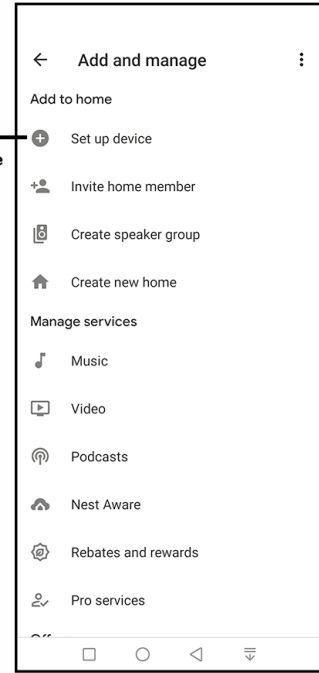 Add and manage
Add to home
Set up device
Invite home member
Create speaker group
Create new home
Manage services
Music
Video
Podcasts
Nest Aware
Rebates and rewards
Pro services